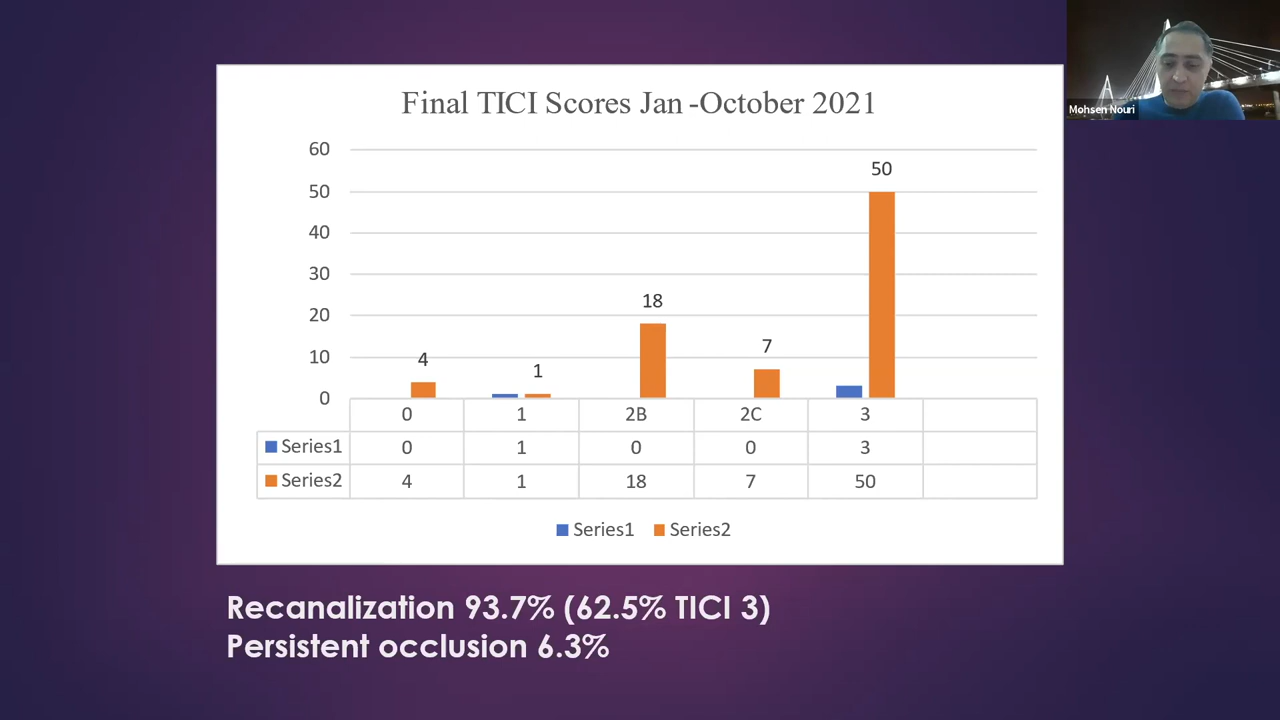 Mohsen Nouri
Final TICI Scores Jan -October 2021
60
50
40
30
20
10
0
4
1
18
7
50
0 1 2B 2C 3
Series1 0 1 0 0 3
Series2 4 1 18 7 50
Series1 Series2
Recanalization 93.7% (62.5% TICI 3)
Persistent occlusion 6.3%